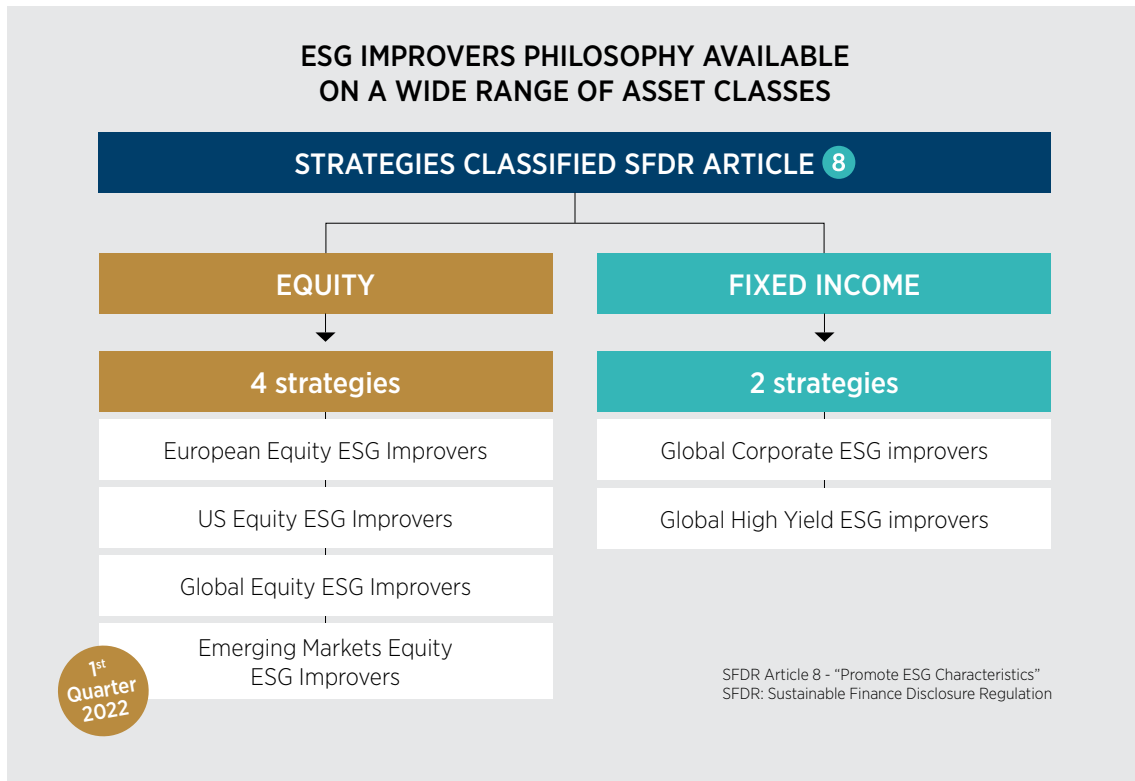 ESG IMPROVERS PHILOSOPHY AVAILABLE
ON A WIDE RANGE OF ASSET CLASSES
STRATEGIES CLASSIFIED SFDR ARTICLE 8
EQUITY
4 strategies
European Equity ESG Improvers
US Equity ESG Improvers
Global Equity ESG Improvers
Emerging Markets Equity
ESG Improvers
1st
Quarter
2022
FIXED INCOME
2 strategies
Global Corporate ESG improvers
Global High Yield ESG improvers
SFDR Article 8 - “Promote ESG Characteristics”
SFDR: Sustainable Finance Disclosure Regulation